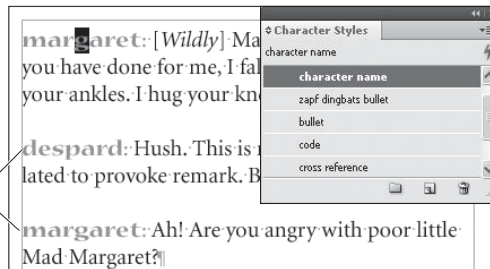 margaret: [Wildly] Ma
you have done for me, I fal
your ankles. I hug your kn
despard: Hush. This is
lated to provoke remark. B
margaret: Ah! Are you angry with poor little
Mad Margaret?¶
Character Styles
character name
character name
zapf dingbats bullet
bullet
code
cross reference